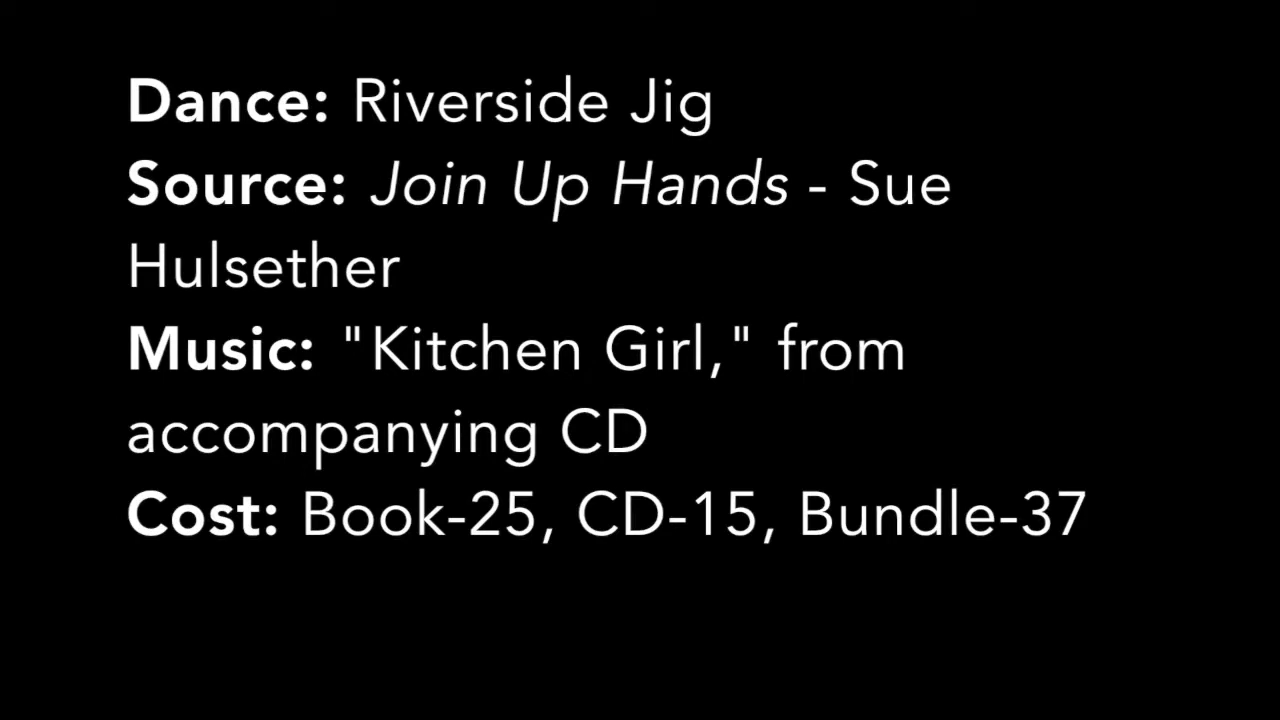 Dance: Riverside Jig
Source: Join Up Hands - Sue
Hulsether
Music: "Kitchen Girl," from
accompanying CD
Cost: Book-25, CD-15, Bundle-37